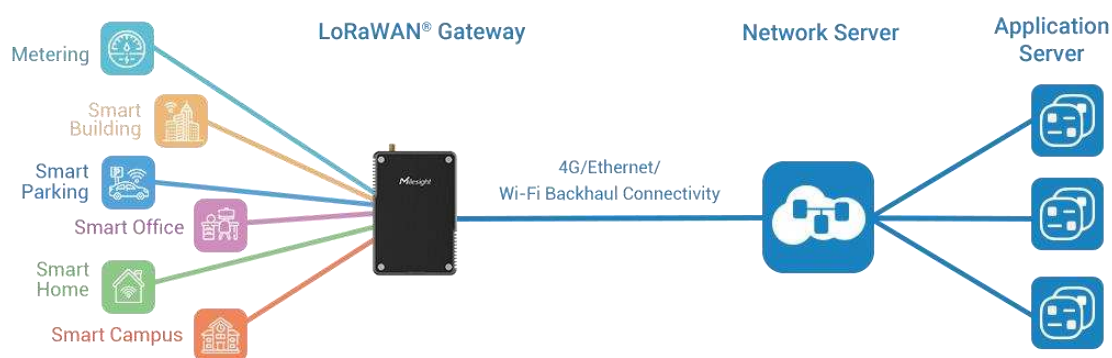 LoRaWAN® Gateway
Network Server
Application
Server
Metering
Smart
Building
Smart
Parking
Smart Office
Smart
Home
Smart Campus
Milesight
4G/Ethernet/
Wi-Fi Backhaul Connectivity
P